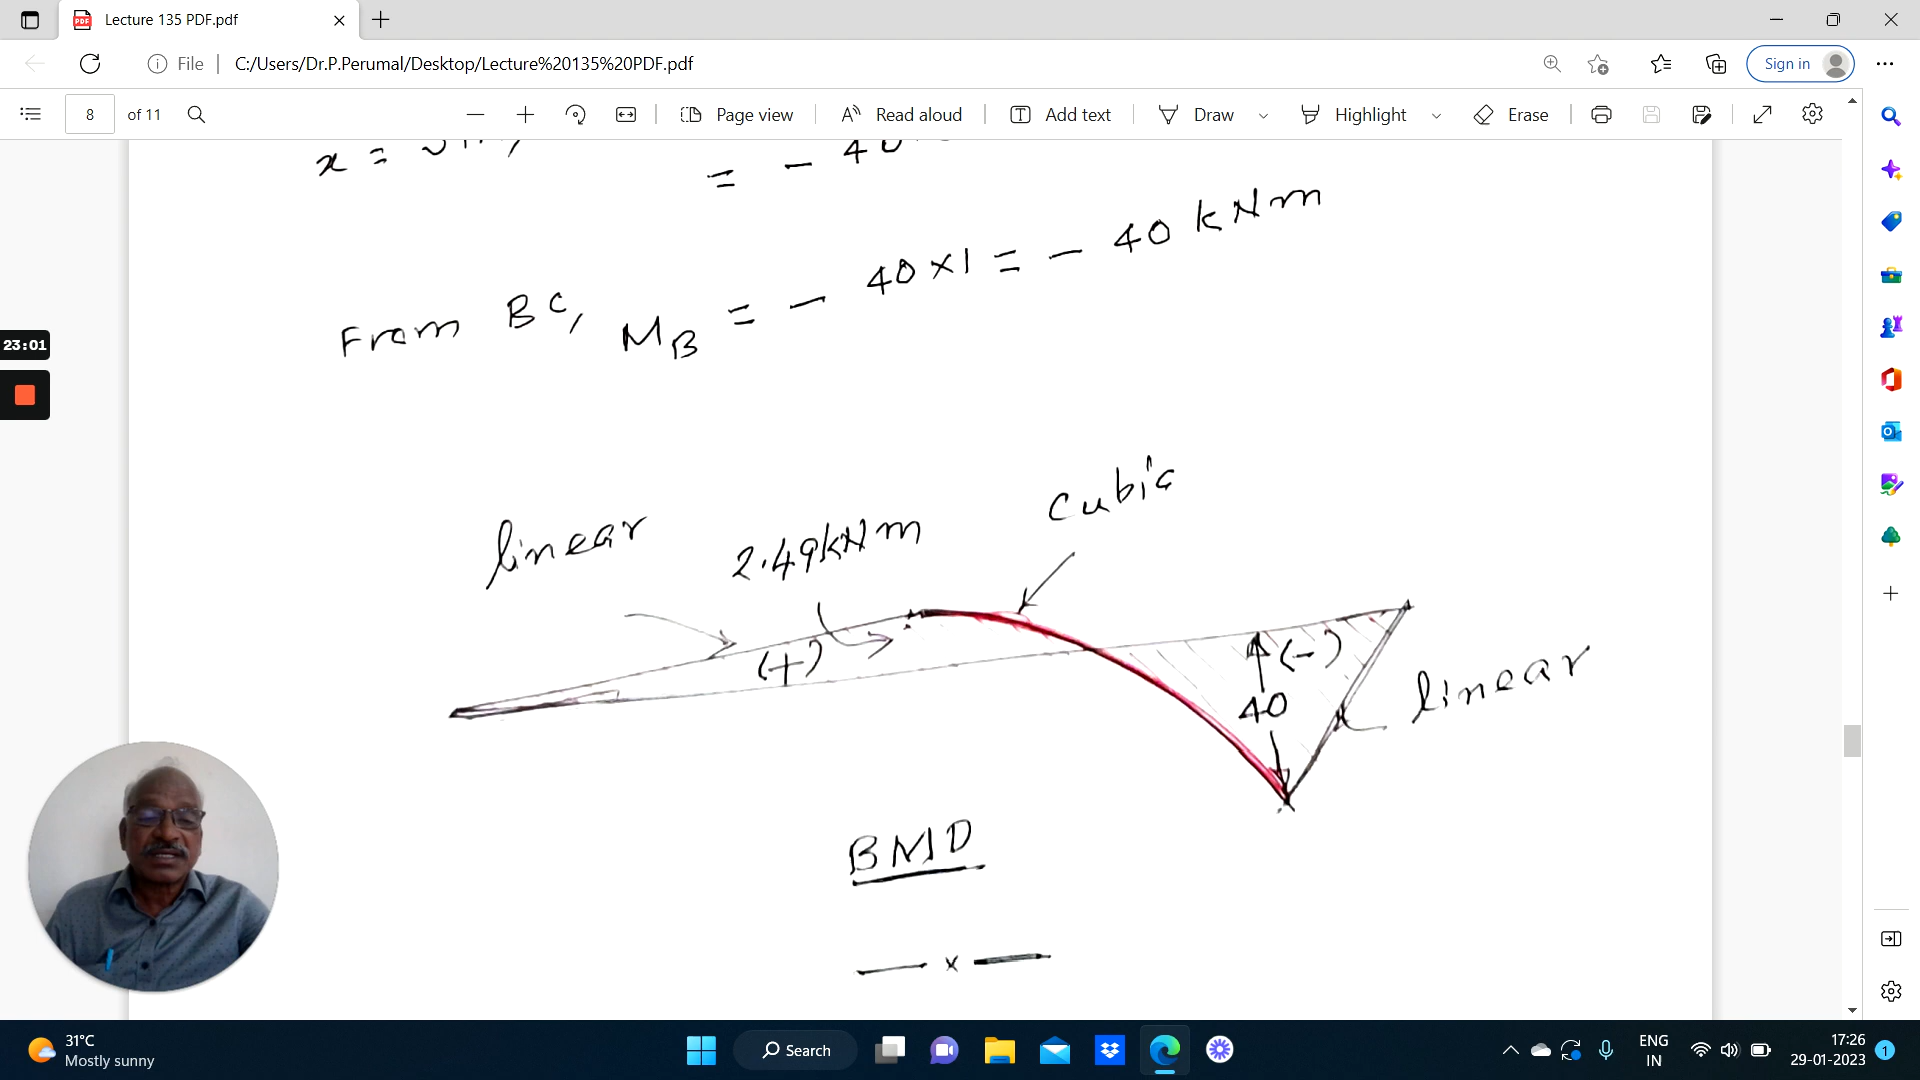 Lecture 135 PDF.pdf
File
C:/Users/Dr.P.Perumal/Desktop/Lecture%20135%20PDF.pdf
Sign in
8 of 11
Page view
Read aloud
Add text
Draw
Highlight
Erase
x =
= - 40
From BC, MB = - 40 × 1 = - 40 kNm
23:01
cubic
linear
2.49kNm
(+)
(-)
40
linear
BMD
— x —
31°C
Mostly sunny
Search
ENG
IN
17:26
29-01-2023
1